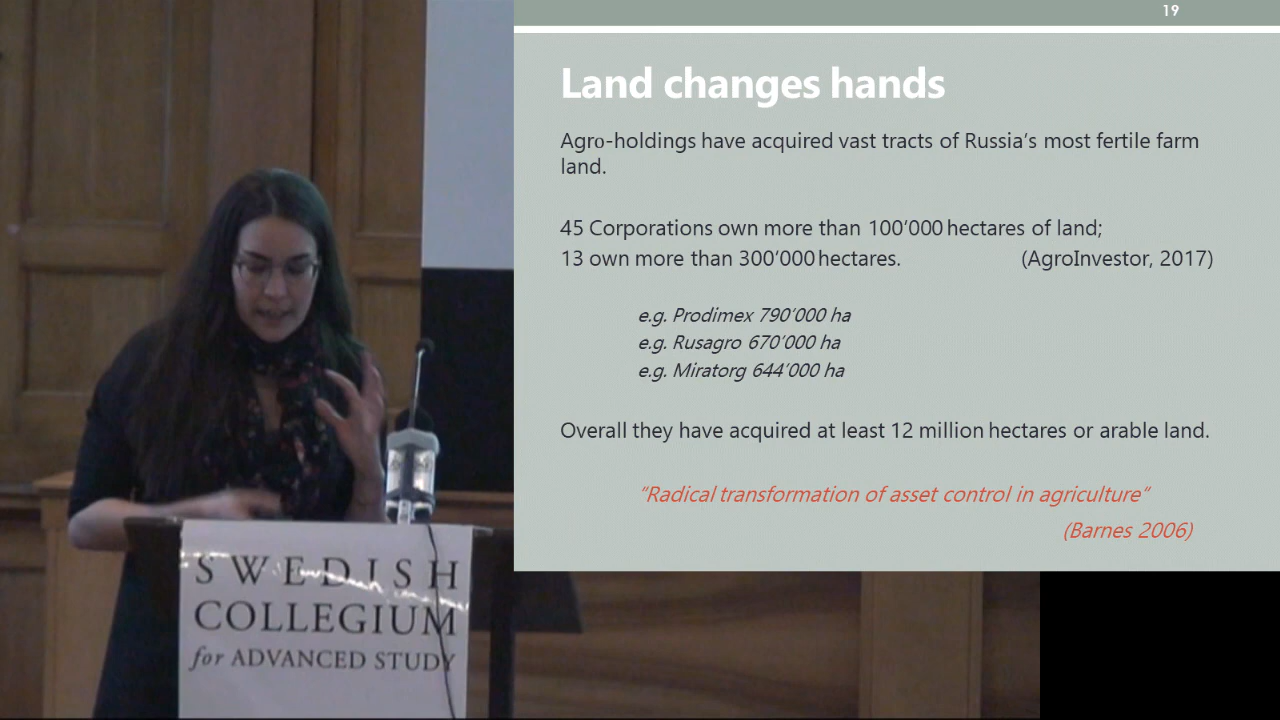 19
Land changes hands
Agro-holdings have acquired vast tracts of Russia's most fertile farm
land.
45 Corporations own more than 100'000 hectares of land;
13 own more than 300'000 hectares. (AgroInvestor, 2017)
e.g. Prodimex 790'000 ha
e.g. Rusagro 670'000 ha
e.g. Miratorg 644'000 ha
Overall they have acquired at least 12 million hectares or arable land.
“Radical transformation of asset control in agriculture”
(Barnes 2006)
SWEDISH
COLLEGIUM
for ADVANCED STUDY